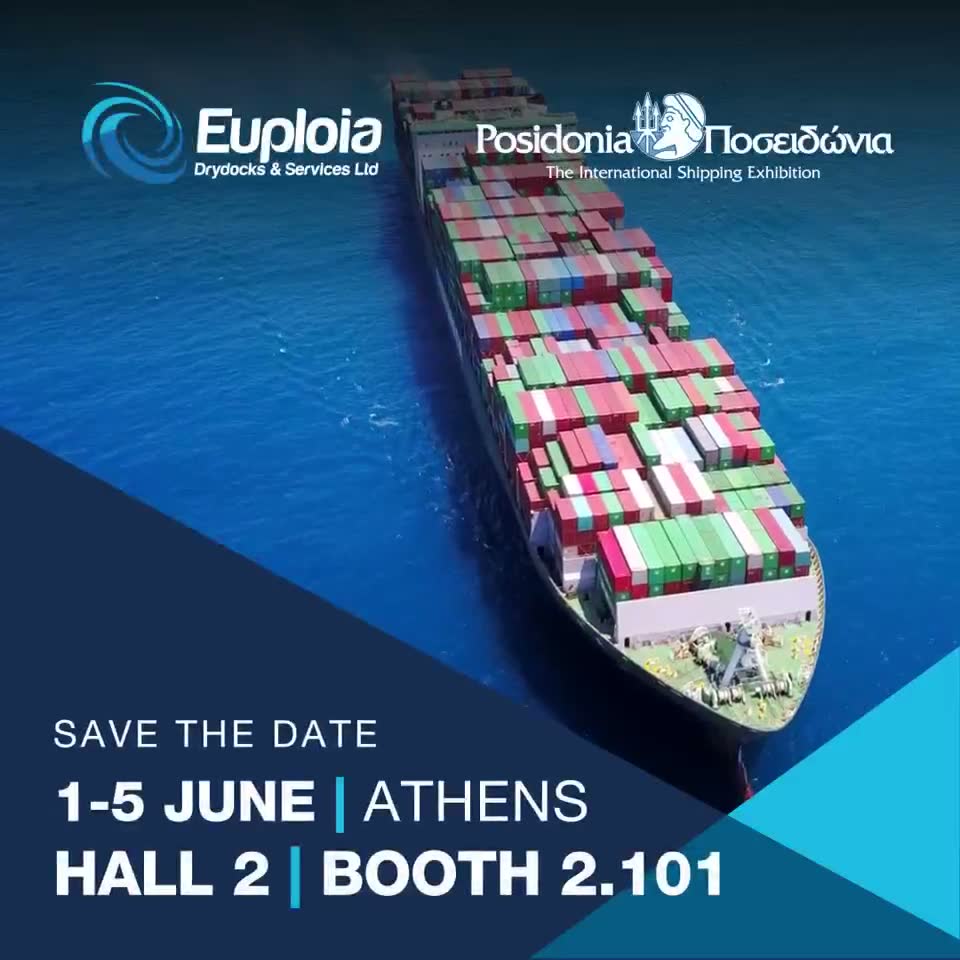 Euploia
Drydocks & Services Ltd
Posidonia Ποσειδώνια
The International Shipping Exhibition
SAVE THE DATE
1-5 JUNE | ATHENS
HALL 2 | BOOTH 2.101